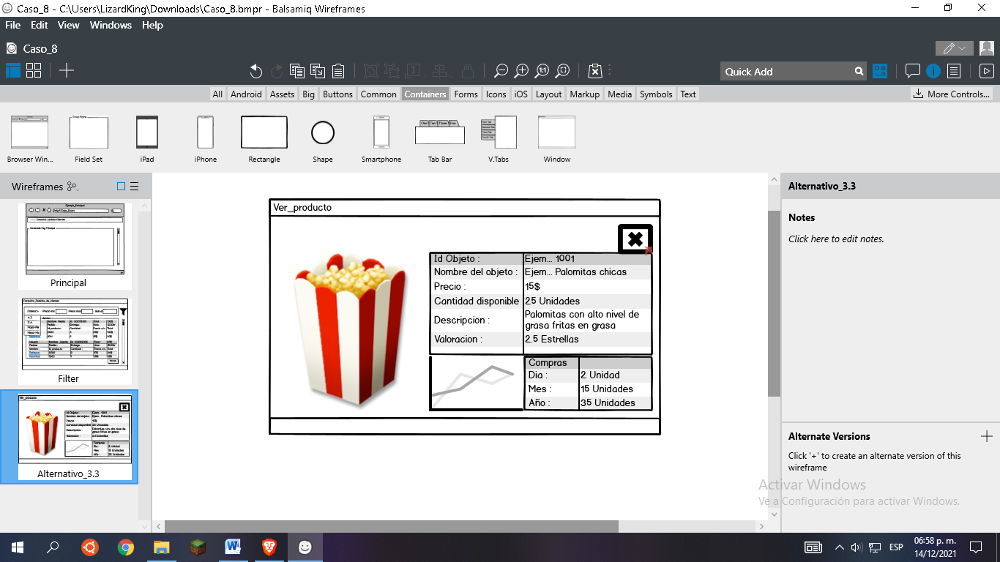 Caso_8 - C:\Users\LizardKing\Downloads\Caso_8.bmpr - Balsamiq Wireframes
File Edit View Windows Help
Caso_8
1:1
Quick Add
All Android Assets Big Buttons Common Containers Forms Icons iOS Layout Markup Media Symbols Text
More Controls...
Browser Win... Field Set iPad iPhone Rectangle Shape Smartphone Tab Bar V.Tabs Window
Wireframes
Principal
Filter
Alternativo_3.3
Ver_producto
Id Objeto : Ejem... 1001
Nombre del objeto : Ejem... Palomitas chicas
Precio : 15$
Cantidad disponible 25 Unidades
Descripcion : Palomitas con alto nivel de
grasa fritas en grasa
Valoracion : 2.5 Estrellas
Compras
Dia : 2 Unidad
Mes : 15 Unidades
Año : 35 Unidades
Alternativo_3.3
Notes
Click here to edit notes.
Alternate Versions
Click '+' to create an alternate version of this
wireframe
Activar Windows
Ve a Configuración para activar Windows.
ESP
06:58 p. m.
14/12/2021